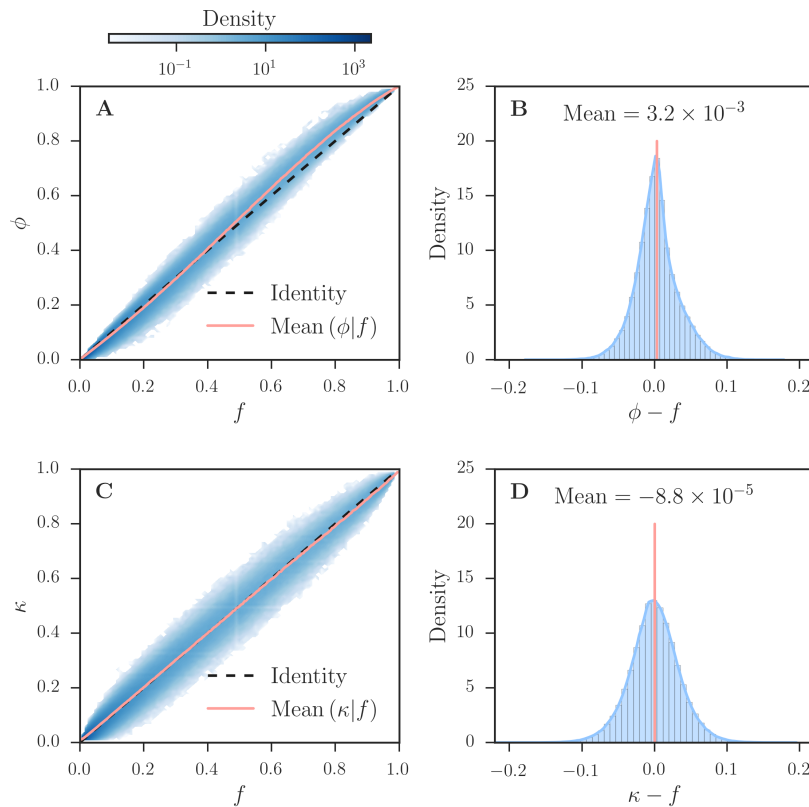 Density
10⁻¹ 10¹ 10³
A
1.0
0.8
0.6
0.4
0.2
0.0
ϕ
Identity
Mean (ϕ|f)
0.0 0.2 0.4 0.6 0.8 1.0
f
B
Mean = 3.2 × 10⁻³
25
20
15
10
5
0
Density
−0.2 −0.1 0.0 0.1 0.2
ϕ − f
C
1.0
0.8
0.6
0.4
0.2
0.0
κ
Identity
Mean (κ|f)
0.0 0.2 0.4 0.6 0.8 1.0
f
D
Mean = −8.8 × 10⁻⁵
25
20
15
10
5
0
Density
−0.2 −0.1 0.0 0.1 0.2
κ − f